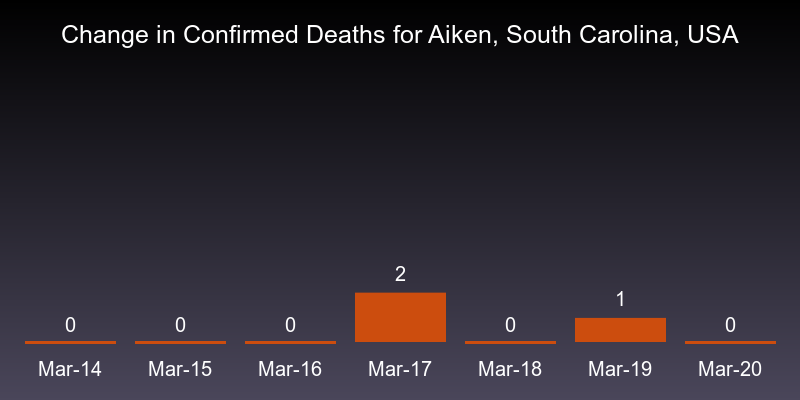 Change in Confirmed Deaths for Aiken, South Carolina, USA
0 0 0 2 0 1 0
Mar-14 Mar-15 Mar-16 Mar-17 Mar-18 Mar-19 Mar-20